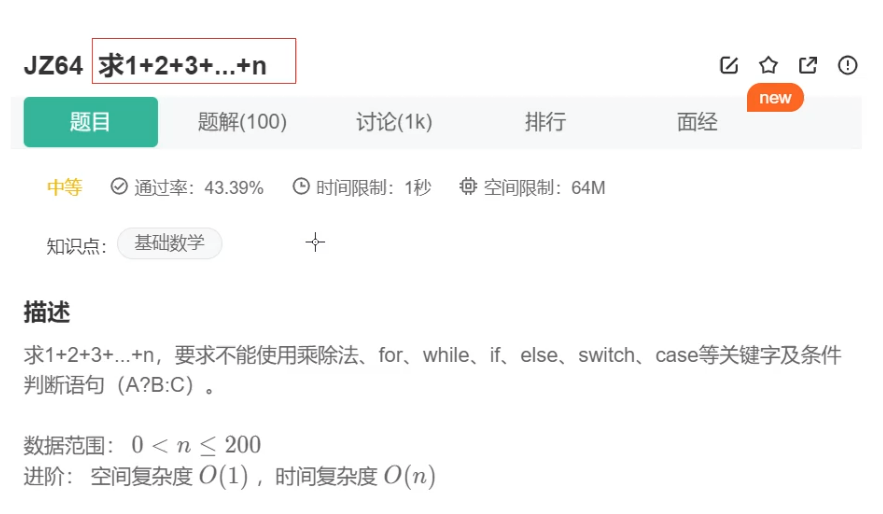 JZ64 求1+2+3+...+n
new
题目 题解(100) 讨论(1k) 排行 面经
中等 通过率：43.39% 时间限制：1秒 空间限制：64M
知识点： 基础数学
描述
求1+2+3+...+n，要求不能使用乘除法、for、while、if、else、switch、case等关键字及条件
判断语句（A?B:C）。
数据范围： 0 < n ≤ 200
进阶： 空间复杂度 O(1) ，时间复杂度 O(n)